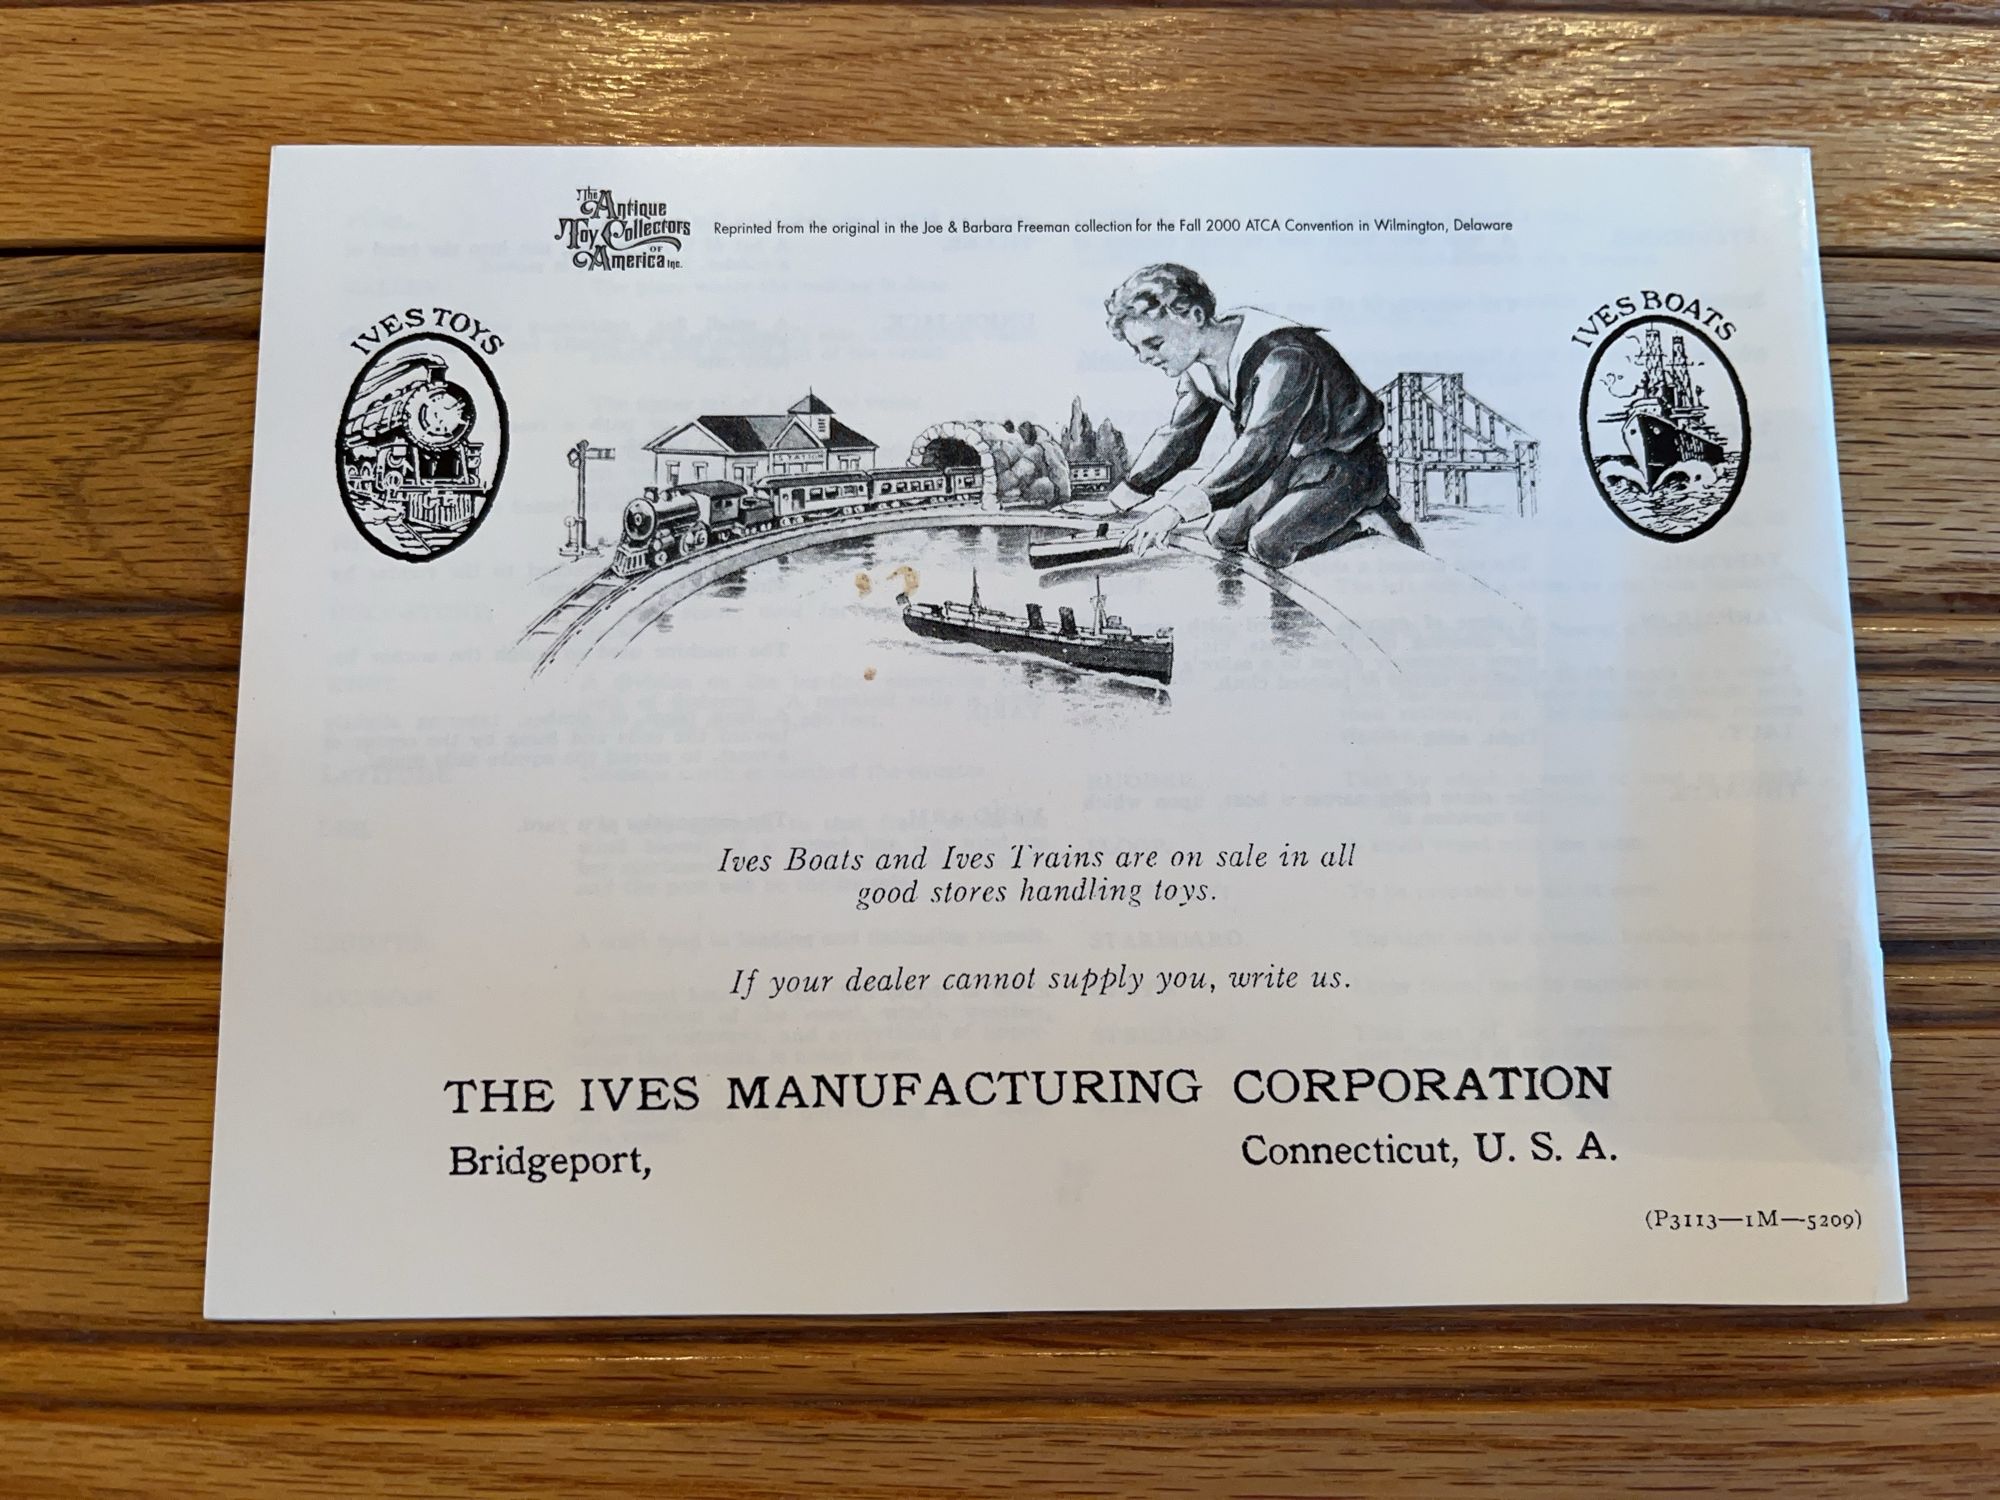 The
Antique
Toy Collectors
OF
America Inc.
Reprinted from the original in the Joe & Barbara Freeman collection for the Fall 2000 ATCA Convention in Wilmington, Delaware
IVES TOYS
IVES BOATS
STATION
Ives Boats and Ives Trains are on sale in all
good stores handling toys.
If your dealer cannot supply you, write us.
THE IVES MANUFACTURING CORPORATION
Bridgeport, Connecticut, U. S. A.
(P3113—1M—5209)